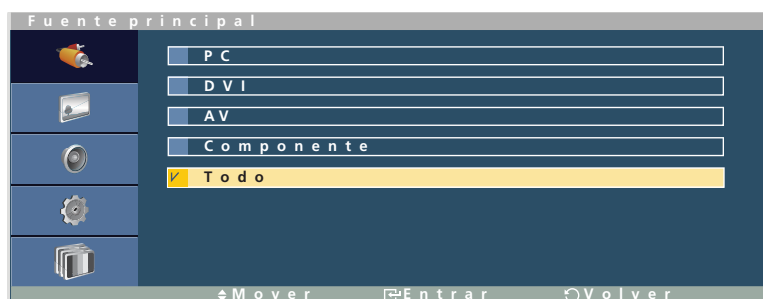 Fuente principal
PC
DVI
AV
Componente
Todo
Mover Entrar Volver